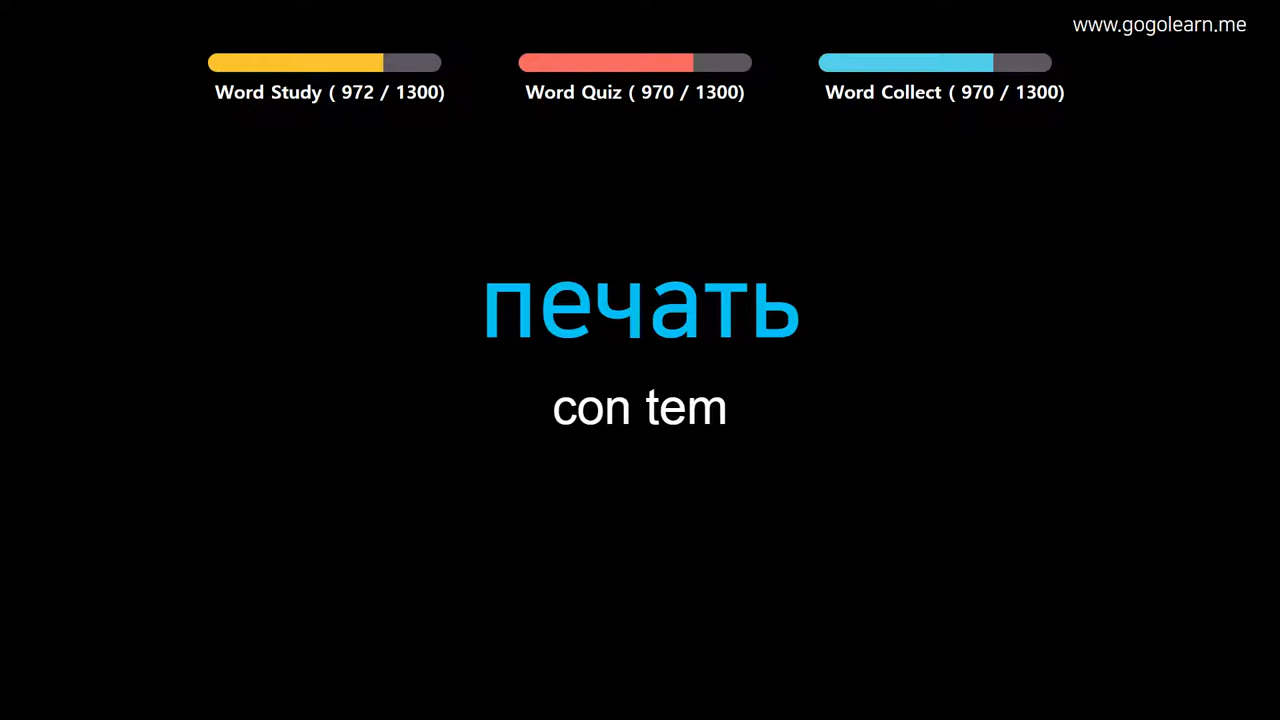 www.gogolearn.me
Word Study ( 972 / 1300)
Word Quiz ( 970 / 1300)
Word Collect ( 970 / 1300)
печать
con tem